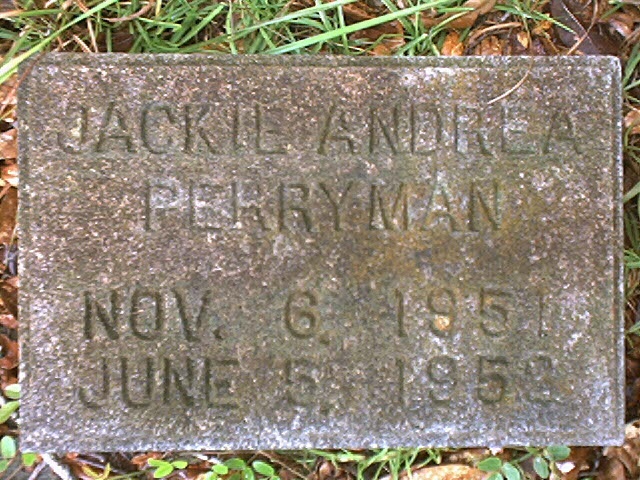 JACKIE ANDREA
PERRYMAN
NOV. 6, 1951
JUNE 5,